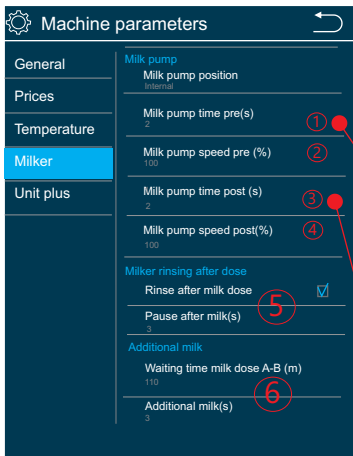 Machine parameters
General
Prices
Temperature
Milker
Unit plus
Milk pump
Milk pump position
Internal
Milk pump time pre(s)
2
①
Milk pump speed pre (%)
100
②
Milk pump time post (s)
2
③
Milk pump speed post(%)
100
④
Milker rinsing after dose
Rinse after milk dose
Pause after milk(s)
3
⑤
Additional milk
Waiting time milk dose A-B (m)
110
⑥
Additional milk(s)
3